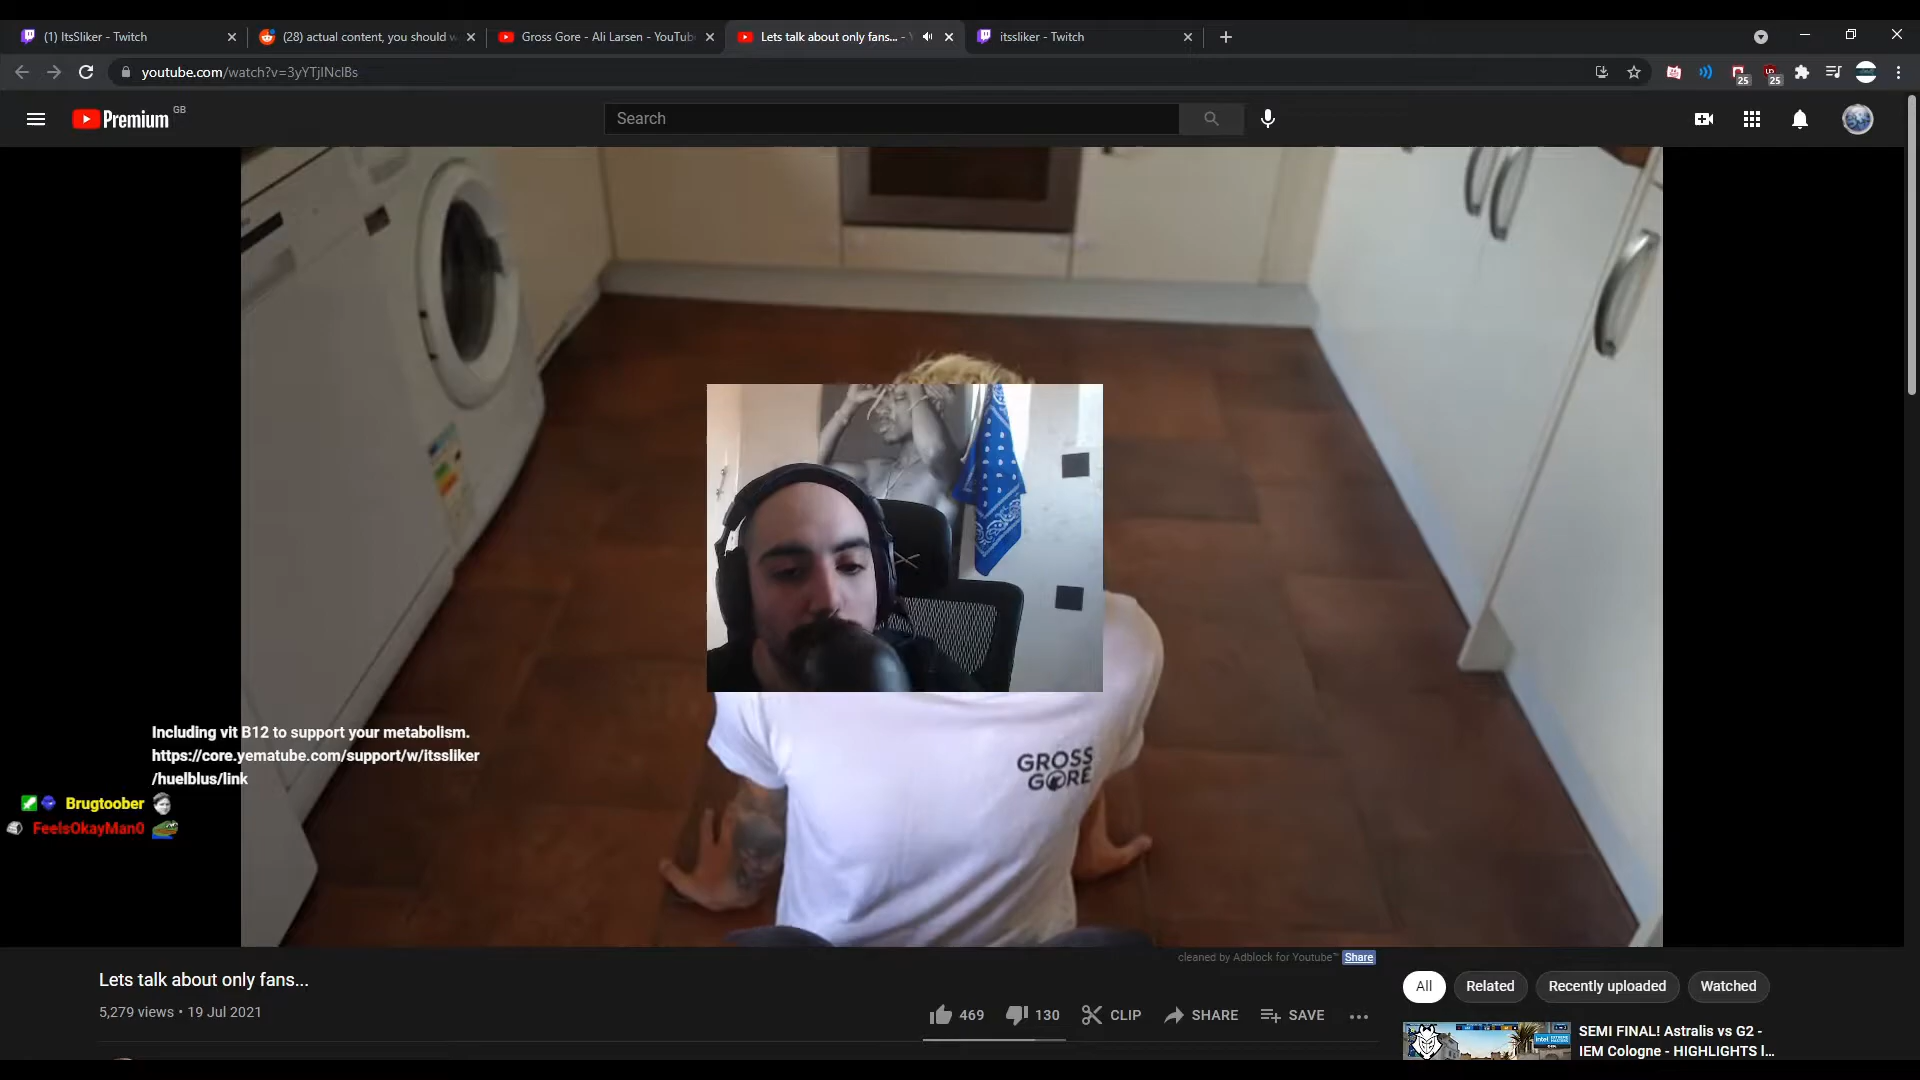 (1) ItsSliker - Twitch
(28) actual content, you should w
Gross Gore - Ali Larsen - YouTub
Lets talk about only fans... - Y
itssliker - Twitch
youtube.com/watch?v=3yYTjlNclBs
25
25
Premium
GB
Search
GROSS
GORE
Including vit B12 to support your metabolism.
https://core.yematube.com/support/w/itssliker
/huelblus/link
Brugtoober
FeelsOkayMan0
cleaned by Adblock for Youtube™ Share
Lets talk about only fans...
5,279 views • 19 Jul 2021
469
130
CLIP
SHARE
SAVE
All
Related
Recently uploaded
Watched
SEMI FINAL! Astralis vs G2 -
IEM Cologne - HIGHLIGHTS l...